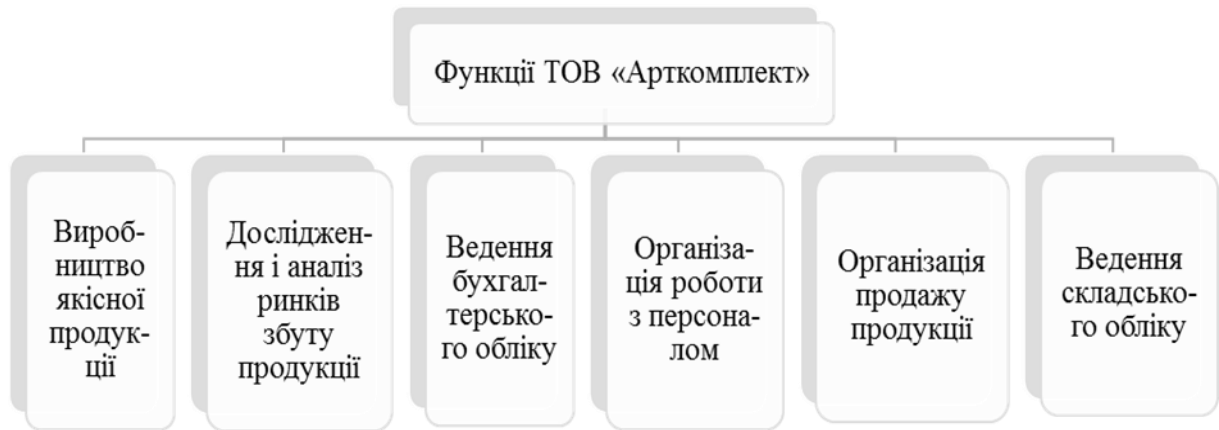 Функції ТОВ «Арткомплект»
Вироб-
ництво
якісної
продук-
ції
Досліджен-
ня і аналіз
ринків
збуту
продукції
Ведення
бухгал-
терсько-
го обліку
Організа-
ція роботи
з персона-
лом
Організація
продажу
продукції
Ведення
складсько-
го обліку